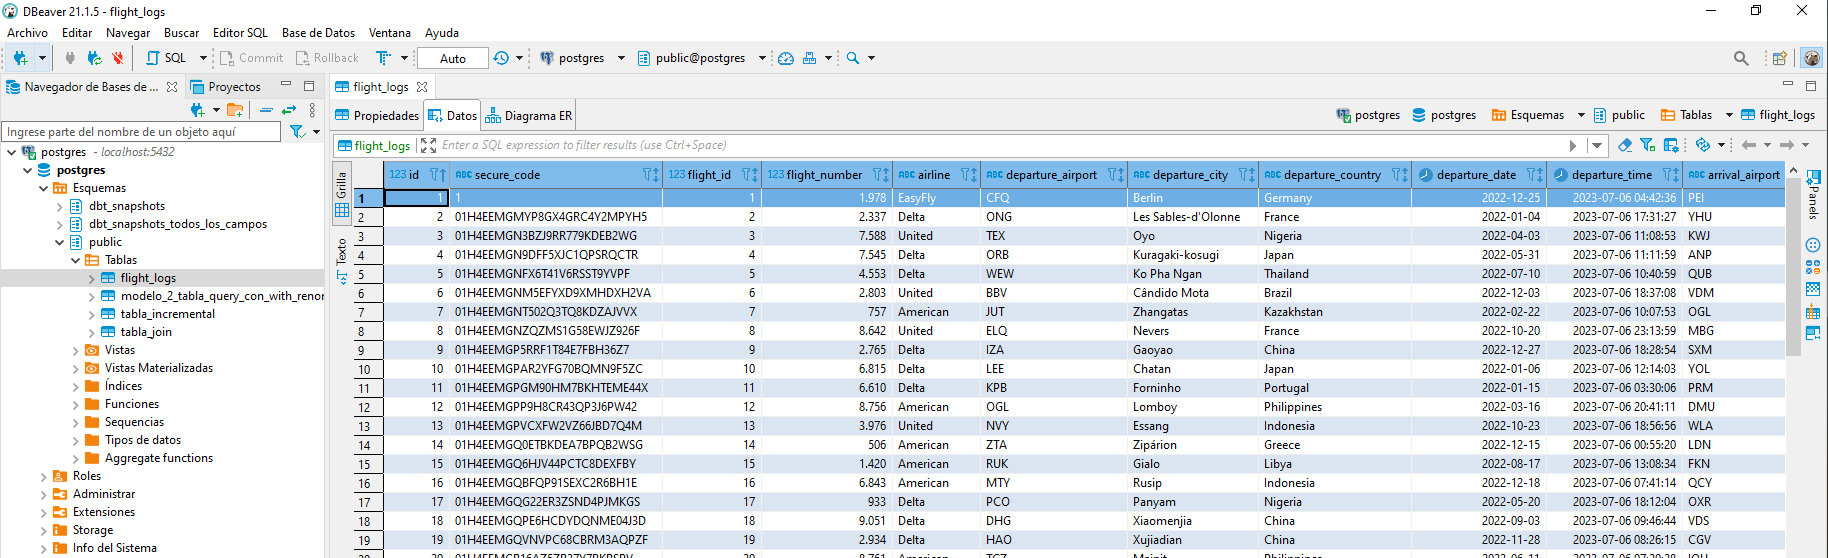 DBeaver 21.1.5 - flight_logs
Archivo Editar Navegar Buscar Editor SQL Base de Datos Ventana Ayuda
SQL Commit Rollback Auto postgres public@postgres
Navegador de Bases de ... Proyectos
Ingrese parte del nombre de un objeto aquí
postgres - localhost:5432
postgres
Esquemas
dbt_snapshots
dbt_snapshots_todos_los_campos
public
Tablas
flight_logs
modelo_2_tabla_query_con_with_renor
tabla_incremental
tabla_join
Vistas
Vistas Materializadas
Índices
Funciones
Sequencias
Tipos de datos
Aggregate functions
Roles
Administrar
Extensiones
Storage
Info del Sistema
flight_logs
Propiedades Datos Diagrama ER postgres postgres Esquemas public Tablas flight_logs
flight_logs Enter a SQL expression to filter results (use Ctrl+Space)
Grilla
Texto
Panels
123 id ABC secure_code 123 flight_id 123 flight_number ABC airline ABC departure_airport ABC departure_city ABC departure_country departure_date departure_time ABC arrival_airport
1 1 1 1 1.978 EasyFly CFQ Berlin Germany 2022-12-25 2023-07-06 04:42:36 PEI
2 2 01H4EEMGMYP8GX4GRC4Y2MPYH5 2 2.337 Delta ONG Les Sables-d'Olonne France 2022-01-04 2023-07-06 17:31:27 YHU
3 3 01H4EEMGN3BZJ9RR779KDEB2WG 3 7.588 United TEX Oyo Nigeria 2022-04-03 2023-07-06 11:08:53 KWJ
4 4 01H4EEMGN9DFF5XJC1QPSRQCTR 4 7.545 Delta ORB Kuragaki-kosugi Japan 2022-05-31 2023-07-06 11:11:59 ANP
5 5 01H4EEMGNFX6T41V6RSST9YVPF 5 4.553 Delta WEW Ko Pha Ngan Thailand 2022-07-10 2023-07-06 10:40:59 QUB
6 6 01H4EEMGNM5EFYXD9XMHDXH2VA 6 2.803 United BBV Cândido Mota Brazil 2022-12-03 2023-07-06 18:37:08 VDM
7 7 01H4EEMGNT502Q3TQ8KDZAJVVX 7 757 American JUT Zhangatas Kazakhstan 2022-02-22 2023-07-06 10:07:53 OGL
8 8 01H4EEMGNZQZMS1G58EWJZ926F 8 8.642 United ELQ Nevers France 2022-10-20 2023-07-06 23:13:59 MBG
9 9 01H4EEMGP5RRF1T84E7FBH36Z7 9 2.765 Delta IZA Gaoyao China 2022-12-27 2023-07-06 18:28:54 SXM
10 10 01H4EEMGPAR2YFG70BQMN9F5ZC 10 6.815 Delta LEE Chatan Japan 2022-01-06 2023-07-06 12:14:03 YOL
11 11 01H4EEMGPGM90HM7BKHTEME44X 11 6.610 Delta KPB Forninho Portugal 2022-01-15 2023-07-06 03:30:06 PRM
12 12 01H4EEMGPP9H8CR43QP3J6PW42 12 8.756 American OGL Lomboy Philippines 2022-03-16 2023-07-06 20:41:11 DMU
13 13 01H4EEMGPVCXFW2VZ66JBD7Q4M 13 3.976 United NVY Essang Indonesia 2022-10-23 2023-07-06 18:56:56 WLA
14 14 01H4EEMGQ0ETBKDEA7BPQB2WSG 14 506 American ZTA Zipárion Greece 2022-12-15 2023-07-06 00:55:20 LDN
15 15 01H4EEMGQ6HJV44PCTC8DEXFBY 15 1.420 American RUK Gialo Libya 2022-08-17 2023-07-06 13:08:34 FKN
16 16 01H4EEMGQBFQP91SEXC2R6BH1E 16 6.843 American MTY Rusip Indonesia 2022-12-18 2023-07-06 07:41:14 QCY
17 17 01H4EEMGQG22ER3ZSND4PJMKGS 17 933 Delta PCO Panyam Nigeria 2022-05-20 2023-07-06 18:12:04 OXR
18 18 01H4EEMGQPE6HCDYDQNME04J3D 18 9.051 Delta DHG Xiaomenjia China 2022-09-03 2023-07-06 09:46:44 VDS
19 19 01H4EEMGQVNVPC68CBRM3AQPZF 19 2.934 Delta HAO Xujiadian China 2022-11-28 2023-07-06 08:26:15 CGV